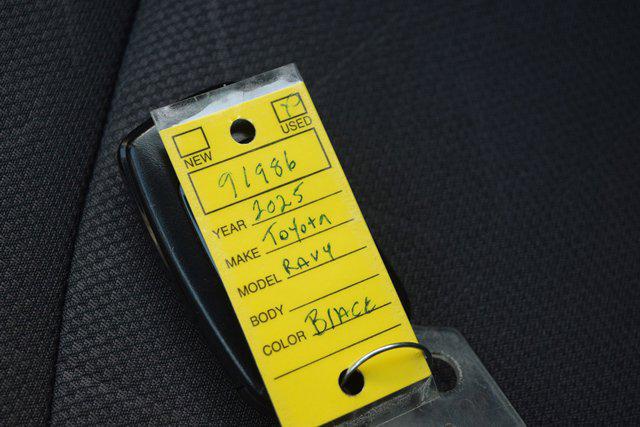 NEW USED
91986
YEAR 2025
MAKE Toyota
MODEL RAV4
BODY
COLOR BlACK